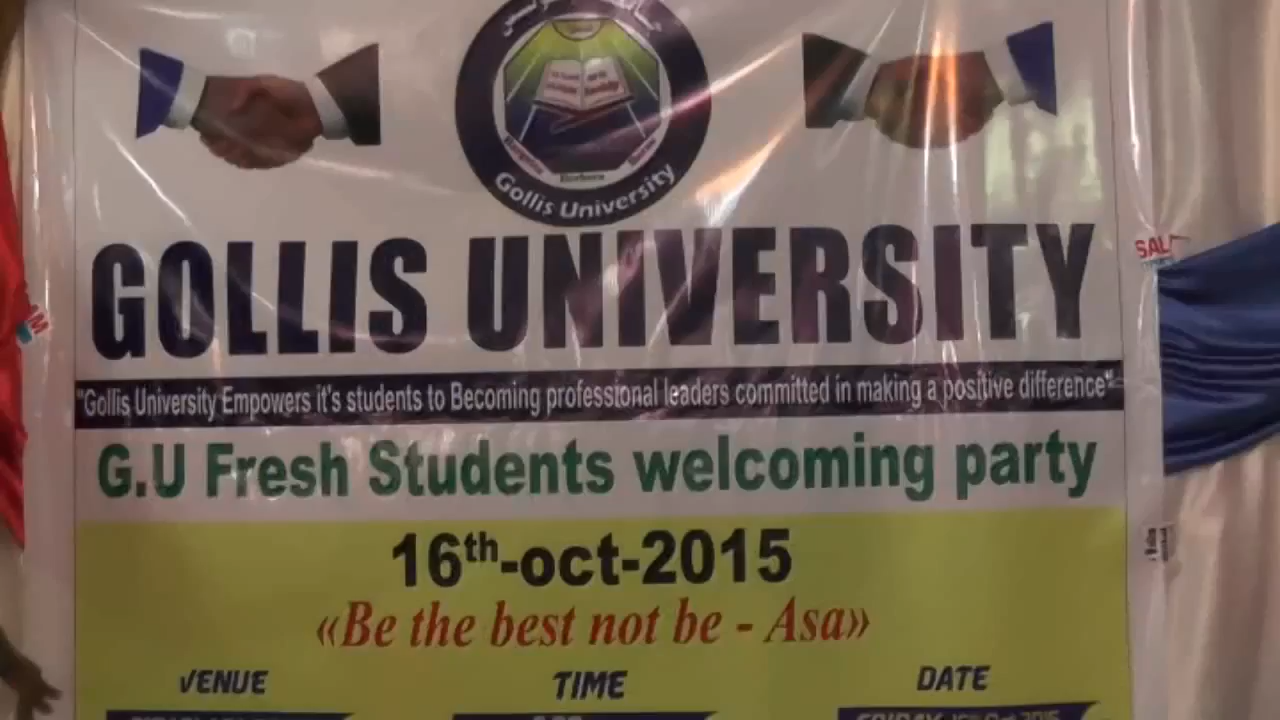 Gollis University
GOLLIS UNIVERSITY
"Gollis University Empowers it's students to Becoming professional leaders committed in making a positive difference"
G.U Fresh Students welcoming party
16th-oct-2015
«Be the best not be - Asa»
VENUE TIME DATE